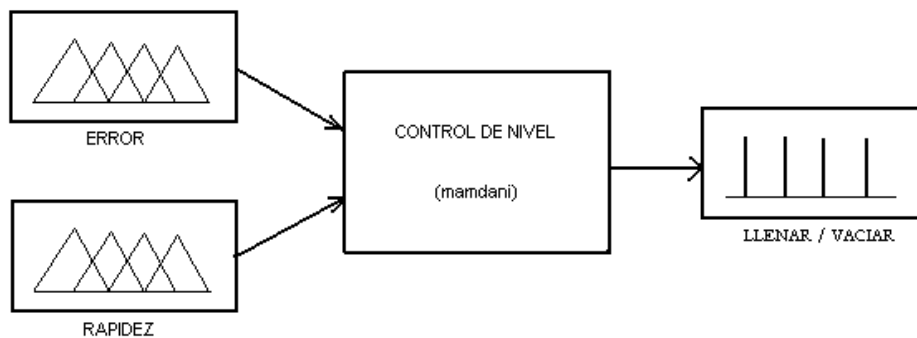 ERROR
CONTROL DE NIVEL
(mamdani)
LLENAR / VACIAR
RAPIDEZ